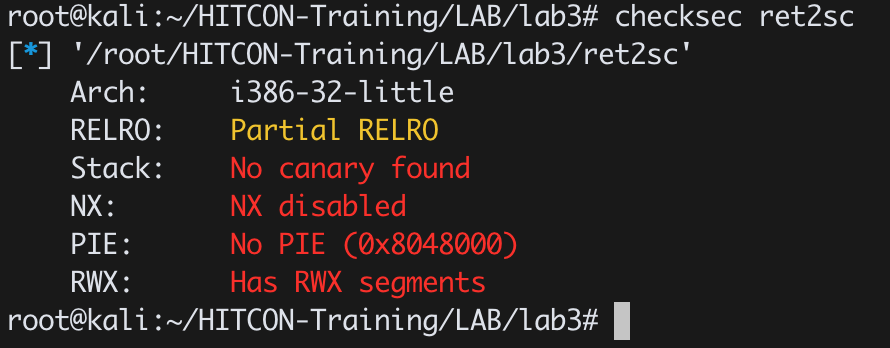 root@kali:~/HITCON-Training/LAB/lab3# checksec ret2sc
[*] '/root/HITCON-Training/LAB/lab3/ret2sc'
    Arch:     i386-32-little
    RELRO:    Partial RELRO
    Stack:    No canary found
    NX:       NX disabled
    PIE:      No PIE (0x8048000)
    RWX:      Has RWX segments
root@kali:~/HITCON-Training/LAB/lab3#